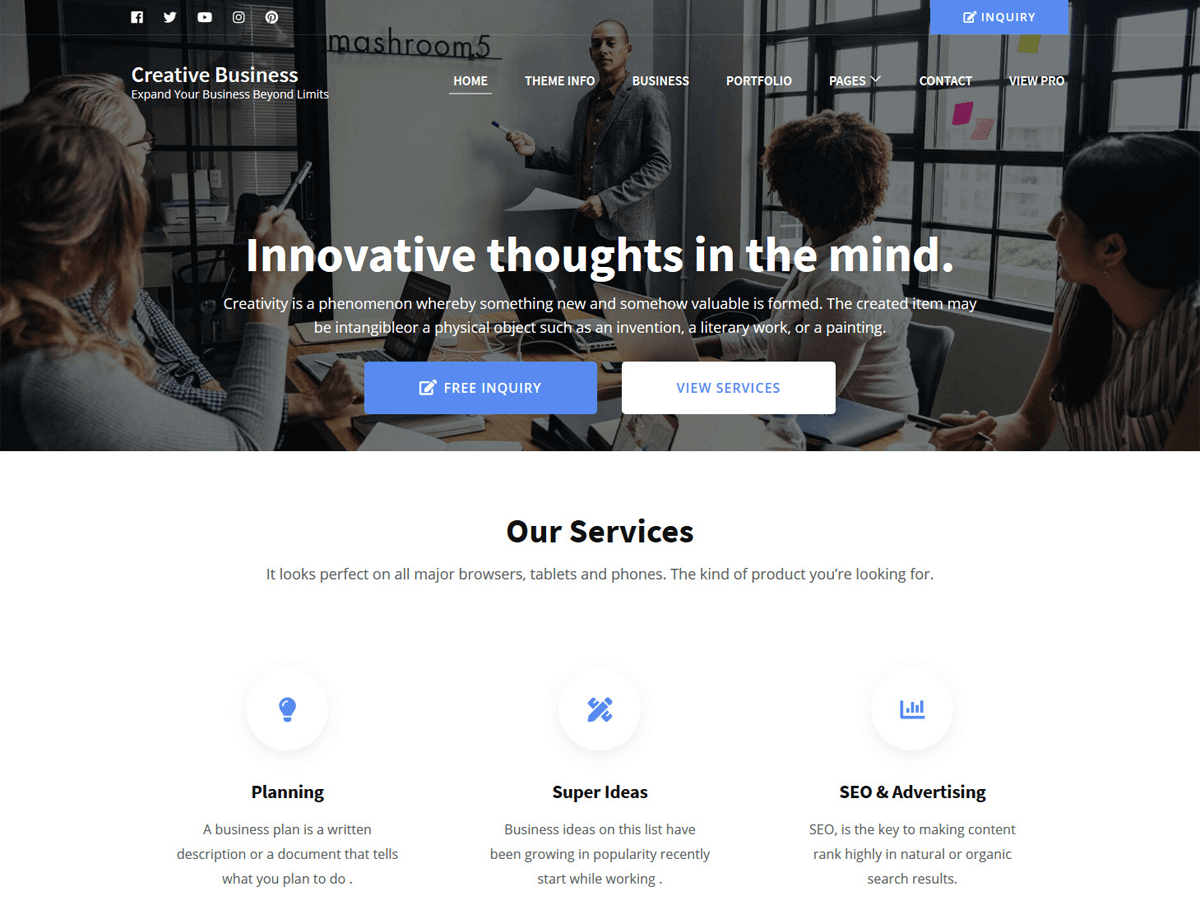 INQUIRY
mashroom5
Creative Business
Expand Your Business Beyond Limits
HOME THEME INFO BUSINESS PORTFOLIO PAGES CONTACT VIEW PRO
Innovative thoughts in the mind.
Creativity is a phenomenon whereby something new and somehow valuable is formed. The created item may
be intangibleor a physical object such as an invention, a literary work, or a painting.
FREE INQUIRY
VIEW SERVICES
Our Services
It looks perfect on all major browsers, tablets and phones. The kind of product you’re looking for.
Planning
A business plan is a written
description or a document that tells
what you plan to do .
Super Ideas
Business ideas on this list have
been growing in popularity recently
start while working .
SEO & Advertising
SEO, is the key to making content
rank highly in natural or organic
search results.